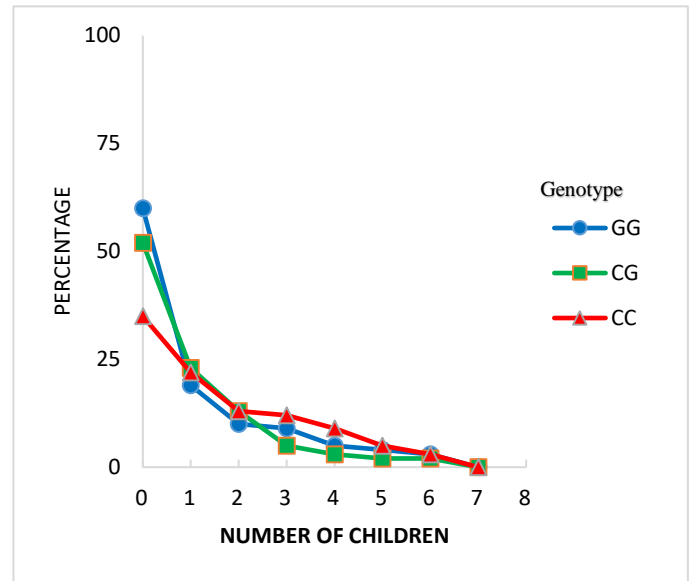 100
75
50
25
0
PERCENTAGE
0 1 2 3 4 5 6 7 8
NUMBER OF CHILDREN
Genotype
GG
CG
CC